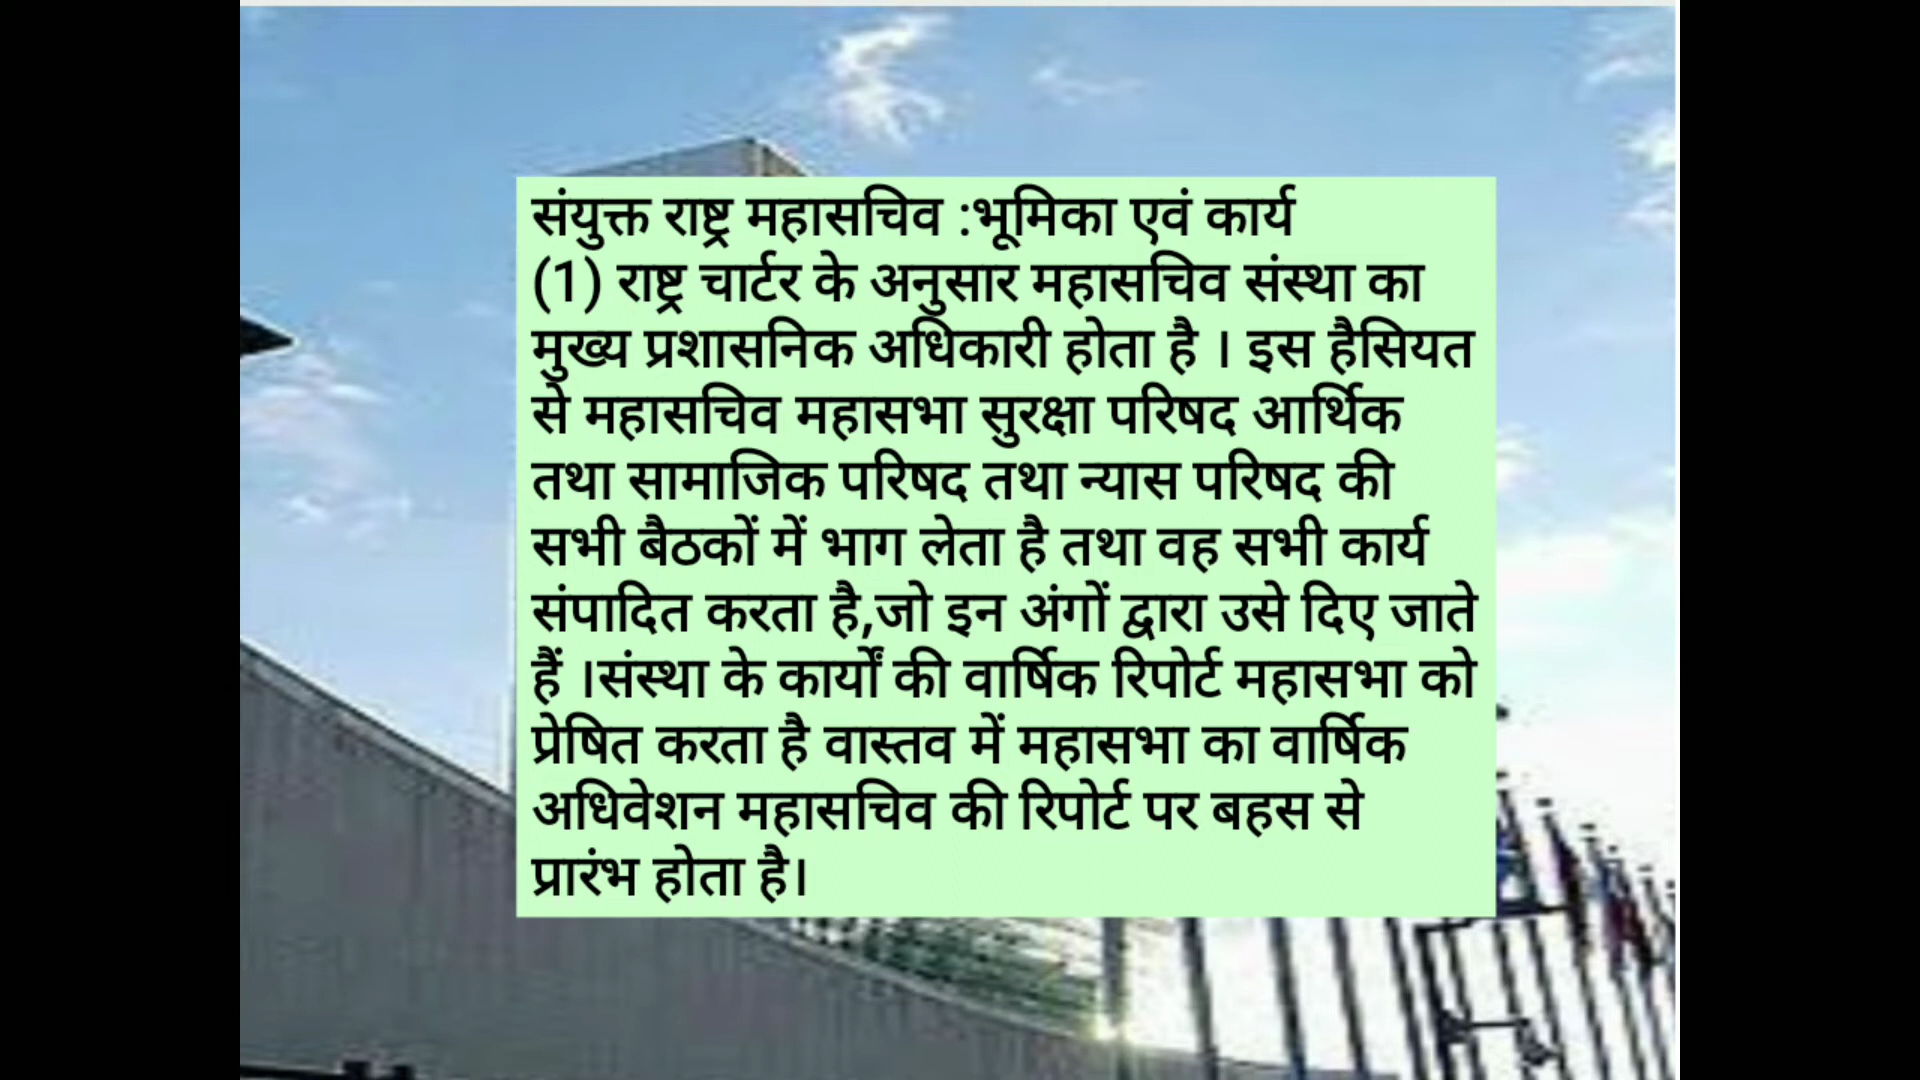 संयुक्त राष्ट्र महासचिव :भूमिका एवं कार्य
(1) राष्ट्र चार्टर के अनुसार महासचिव संस्था का
मुख्य प्रशासनिक अधिकारी होता है । इस हैसियत
से महासचिव महासभा सुरक्षा परिषद आर्थिक
तथा सामाजिक परिषद तथा न्यास परिषद की
सभी बैठकों में भाग लेता है तथा वह सभी कार्य
संपादित करता है,जो इन अंगों द्वारा उसे दिए जाते
हैं ।संस्था के कार्यों की वार्षिक रिपोर्ट महासभा को
प्रेषित करता है वास्तव में महासभा का वार्षिक
अधिवेशन महासचिव की रिपोर्ट पर बहस से
प्रारंभ होता है।